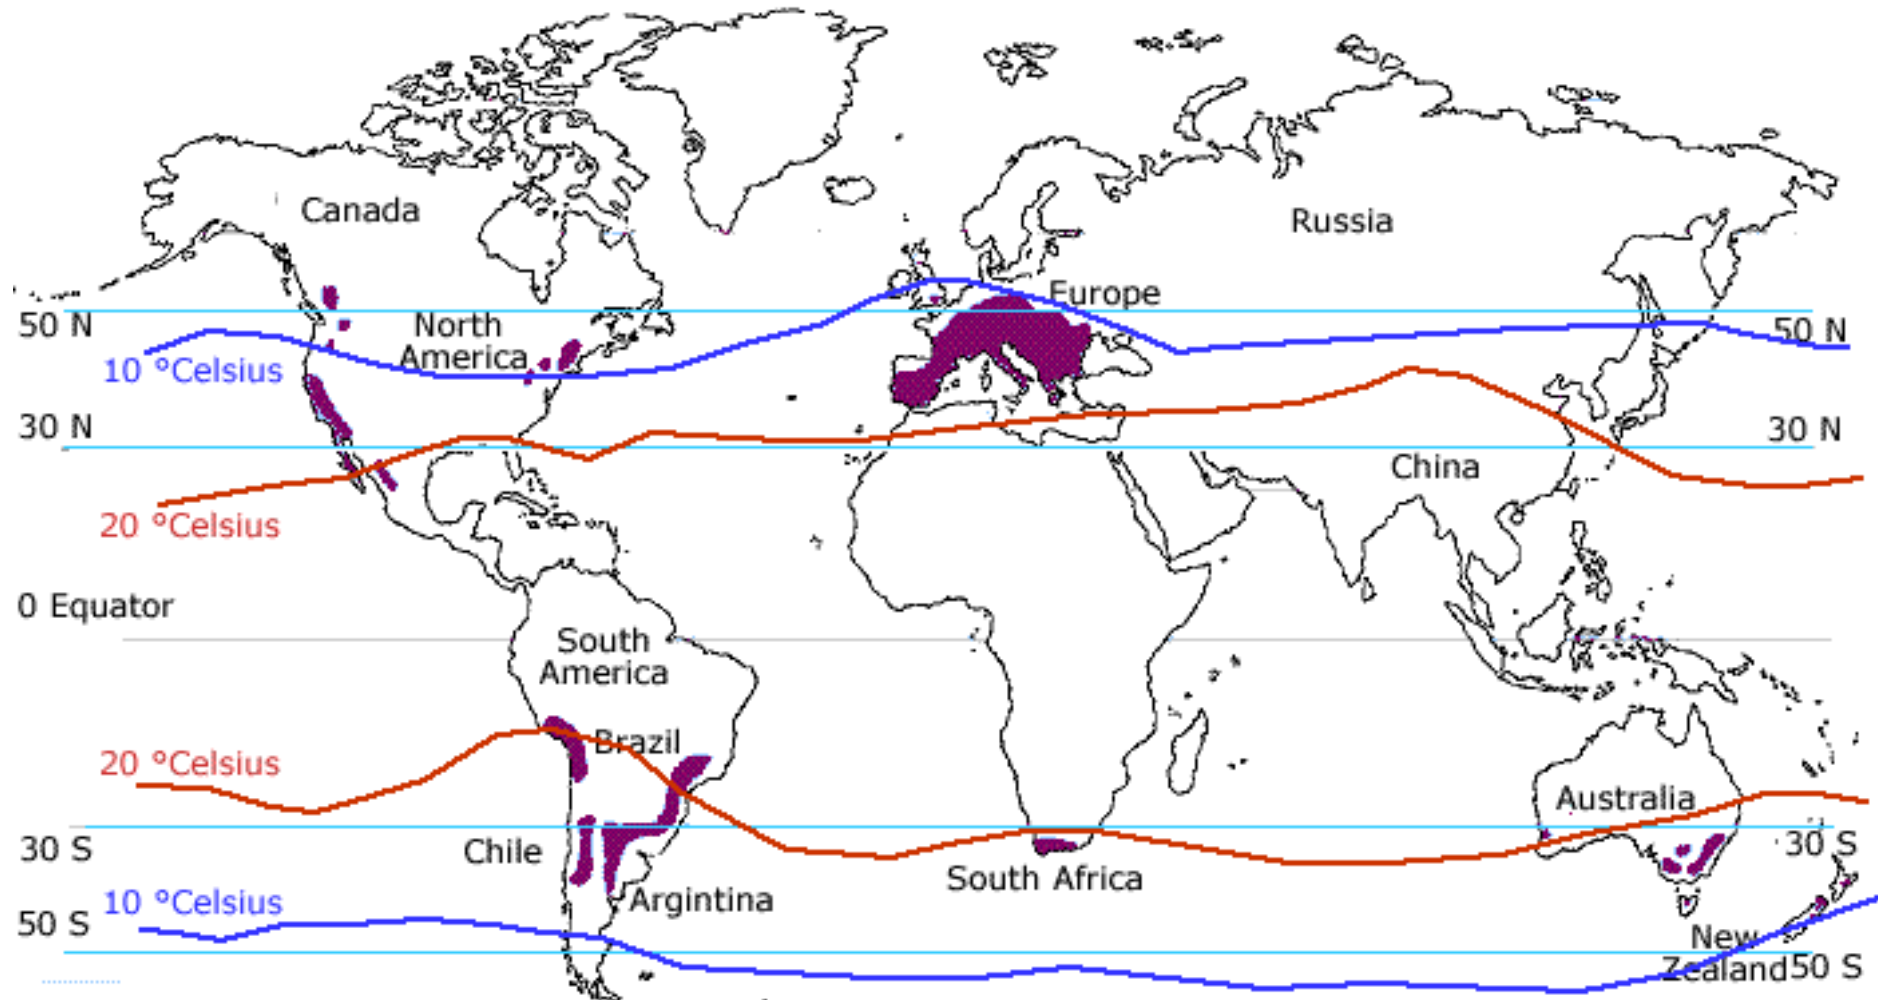 Canada
Russia
Europe
50 N
North
America
50 N
10 °Celsius
30 N
30 N
China
20 °Celsius
0 Equator
South
America
Brazil
20 °Celsius
Australia
30 S
Chile
30 S
South Africa
10 °Celsius
Argintina
50 S
New
Zealand
50 S